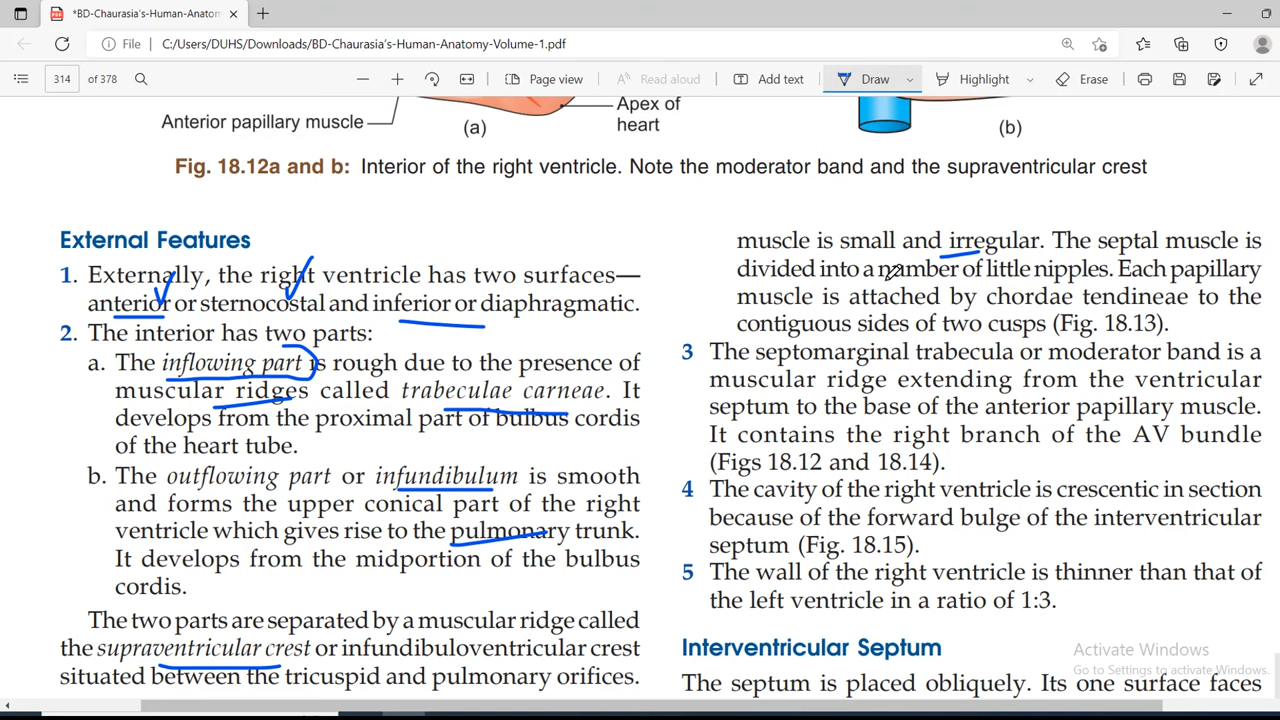 *BD-Chaurasia's-Human-Anatom
File
C:/Users/DUHS/Downloads/BD-Chaurasia's-Human-Anatomy-Volume-1.pdf
314
of 378
Page view
Read aloud
Add text
Draw
Highlight
Erase
Anterior papillary muscle
(a)
Apex of
heart
(b)
Fig. 18.12a and b: Interior of the right ventricle. Note the moderator band and the supraventricular crest
External Features
1. Externally, the right ventricle has two surfaces—
anterior or sternocostal and inferior or diaphragmatic.
2. The interior has two parts:
a. The inflowing part is rough due to the presence of
muscular ridges called trabeculae carneae. It
develops from the proximal part of bulbus cordis
of the heart tube.
b. The outflowing part or infundibulum is smooth
and forms the upper conical part of the right
ventricle which gives rise to the pulmonary trunk.
It develops from the midportion of the bulbus
cordis.
The two parts are separated by a muscular ridge called
the supraventricular crest or infundibuloventricular crest
situated between the tricuspid and pulmonary orifices.
muscle is small and irregular. The septal muscle is
divided into a number of little nipples. Each papillary
muscle is attached by chordae tendineae to the
contiguous sides of two cusps (Fig. 18.13).
3 The septomarginal trabecula or moderator band is a
muscular ridge extending from the ventricular
septum to the base of the anterior papillary muscle.
It contains the right branch of the AV bundle
(Figs 18.12 and 18.14).
4 The cavity of the right ventricle is crescentic in section
because of the forward bulge of the interventricular
septum (Fig. 18.15).
5 The wall of the right ventricle is thinner than that of
the left ventricle in a ratio of 1:3.
Interventricular Septum
The septum is placed obliquely. Its one surface faces
Activate Windows
Go to Settings to activate Windows.